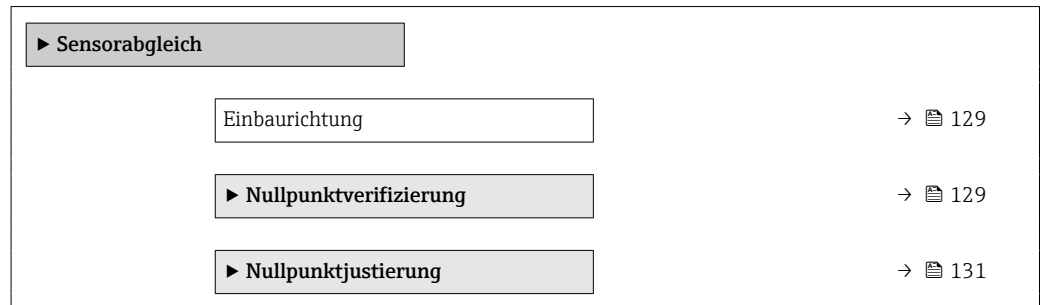 ▶ Sensorabgleich
Einbaurichtung → 129
▶ Nullpunktverifizierung → 129
▶ Nullpunktjustierung → 131